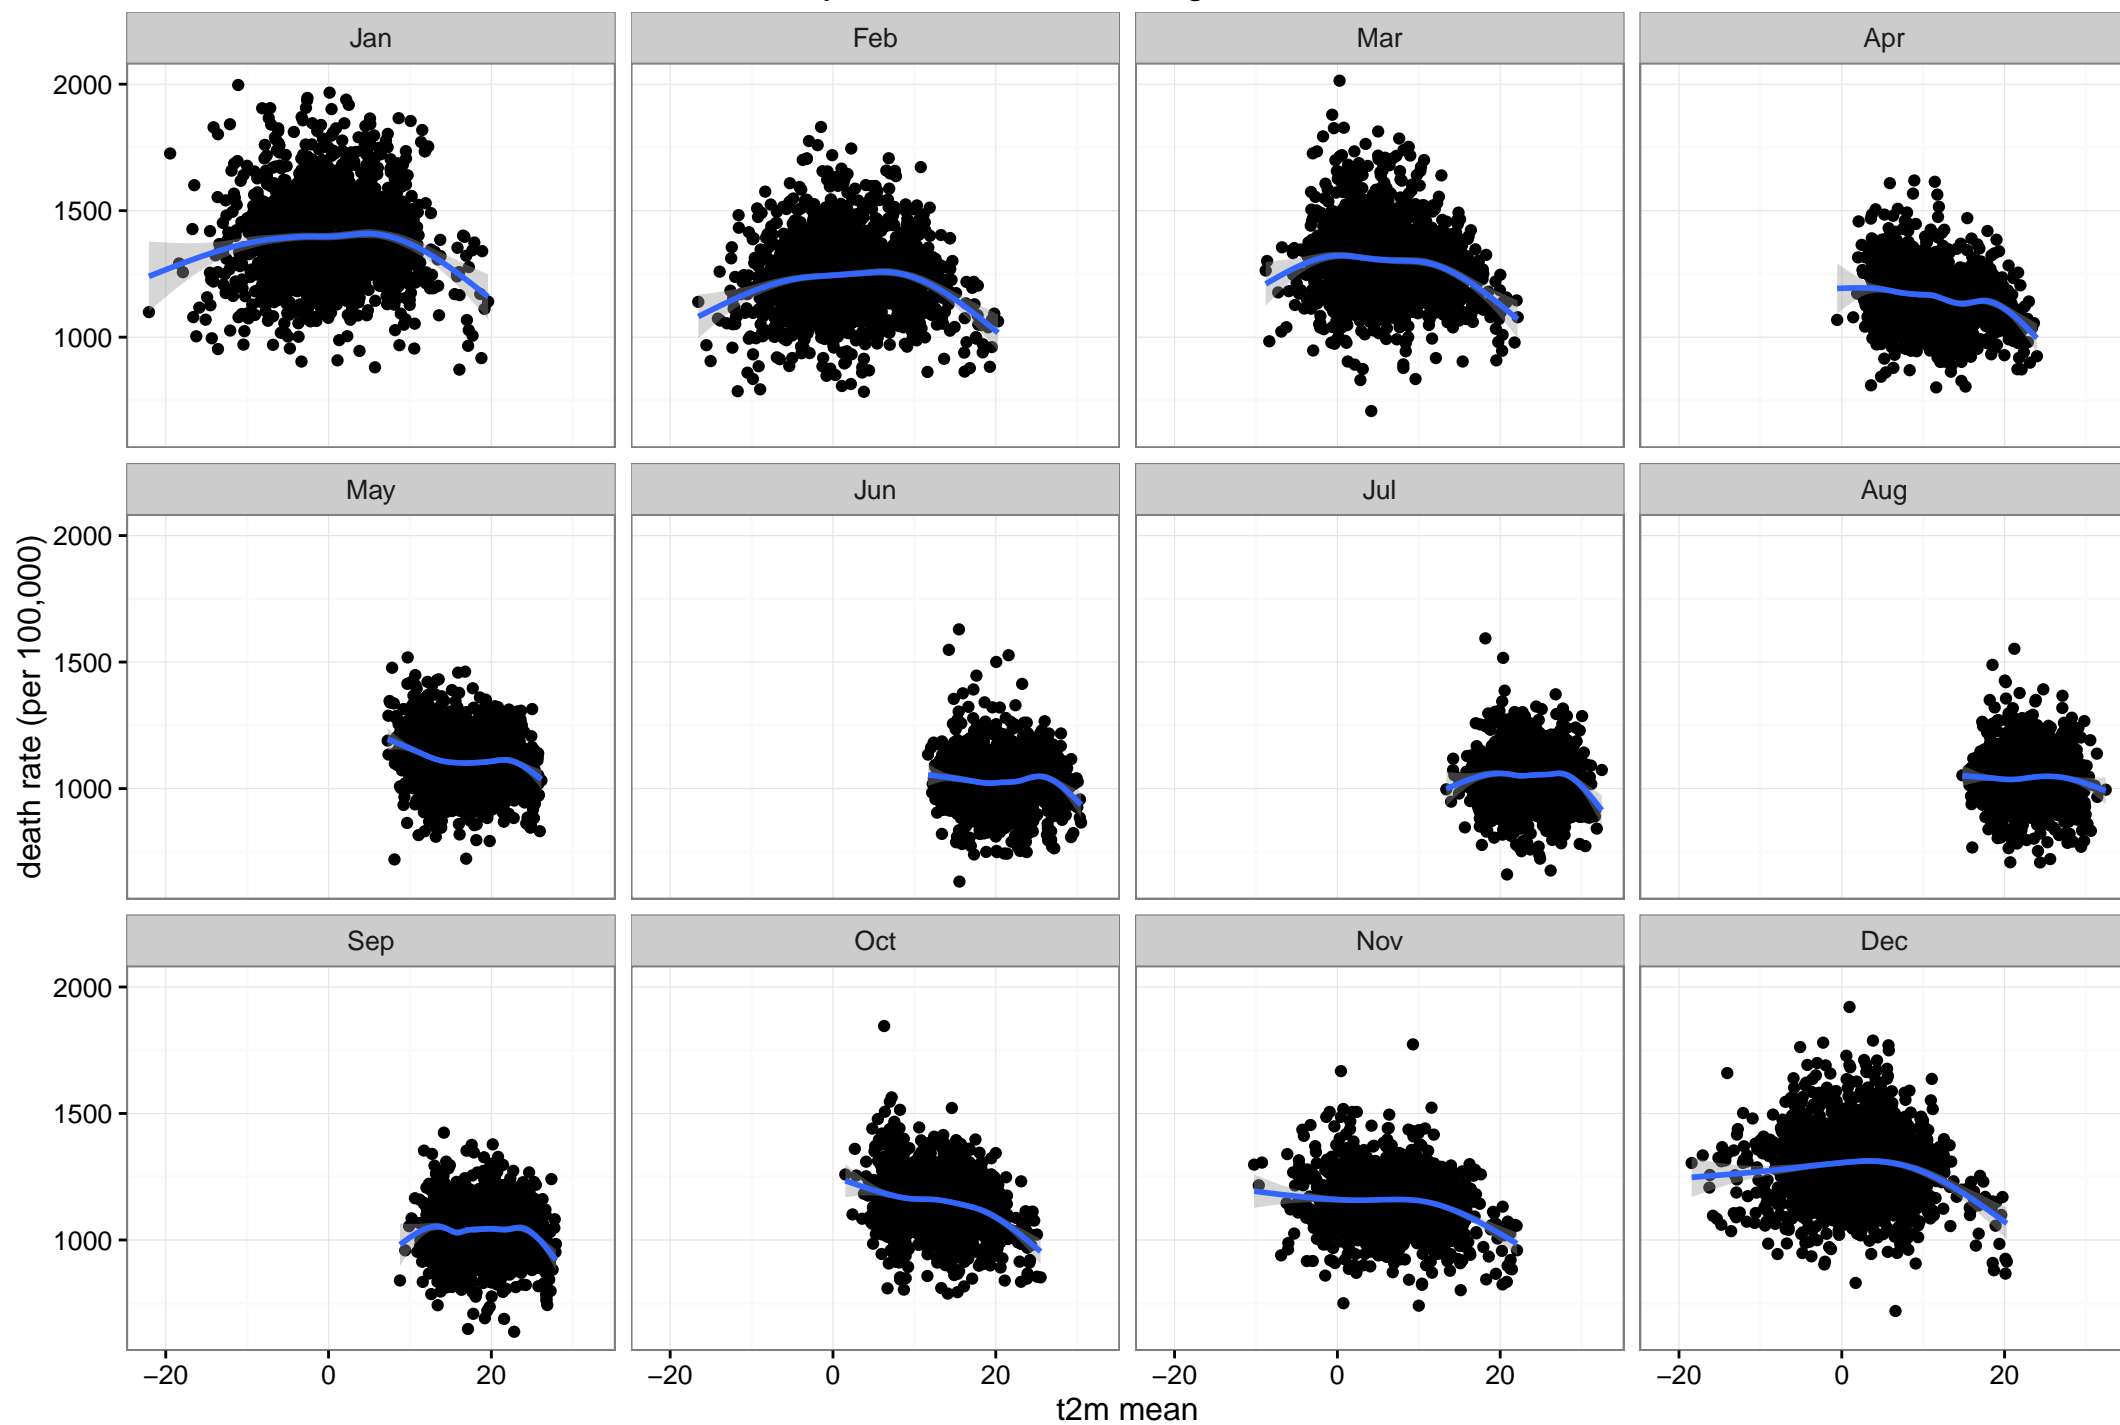 Jan Feb Mar Apr
2000
1500
1000
May Jun Jul Aug
2000
1500
1000
death rate (per 100,000)
Sep Oct Nov Dec
2000
1500
1000
−20 0 20 −20 0 20 −20 0 20 −20 0 20
t2m mean